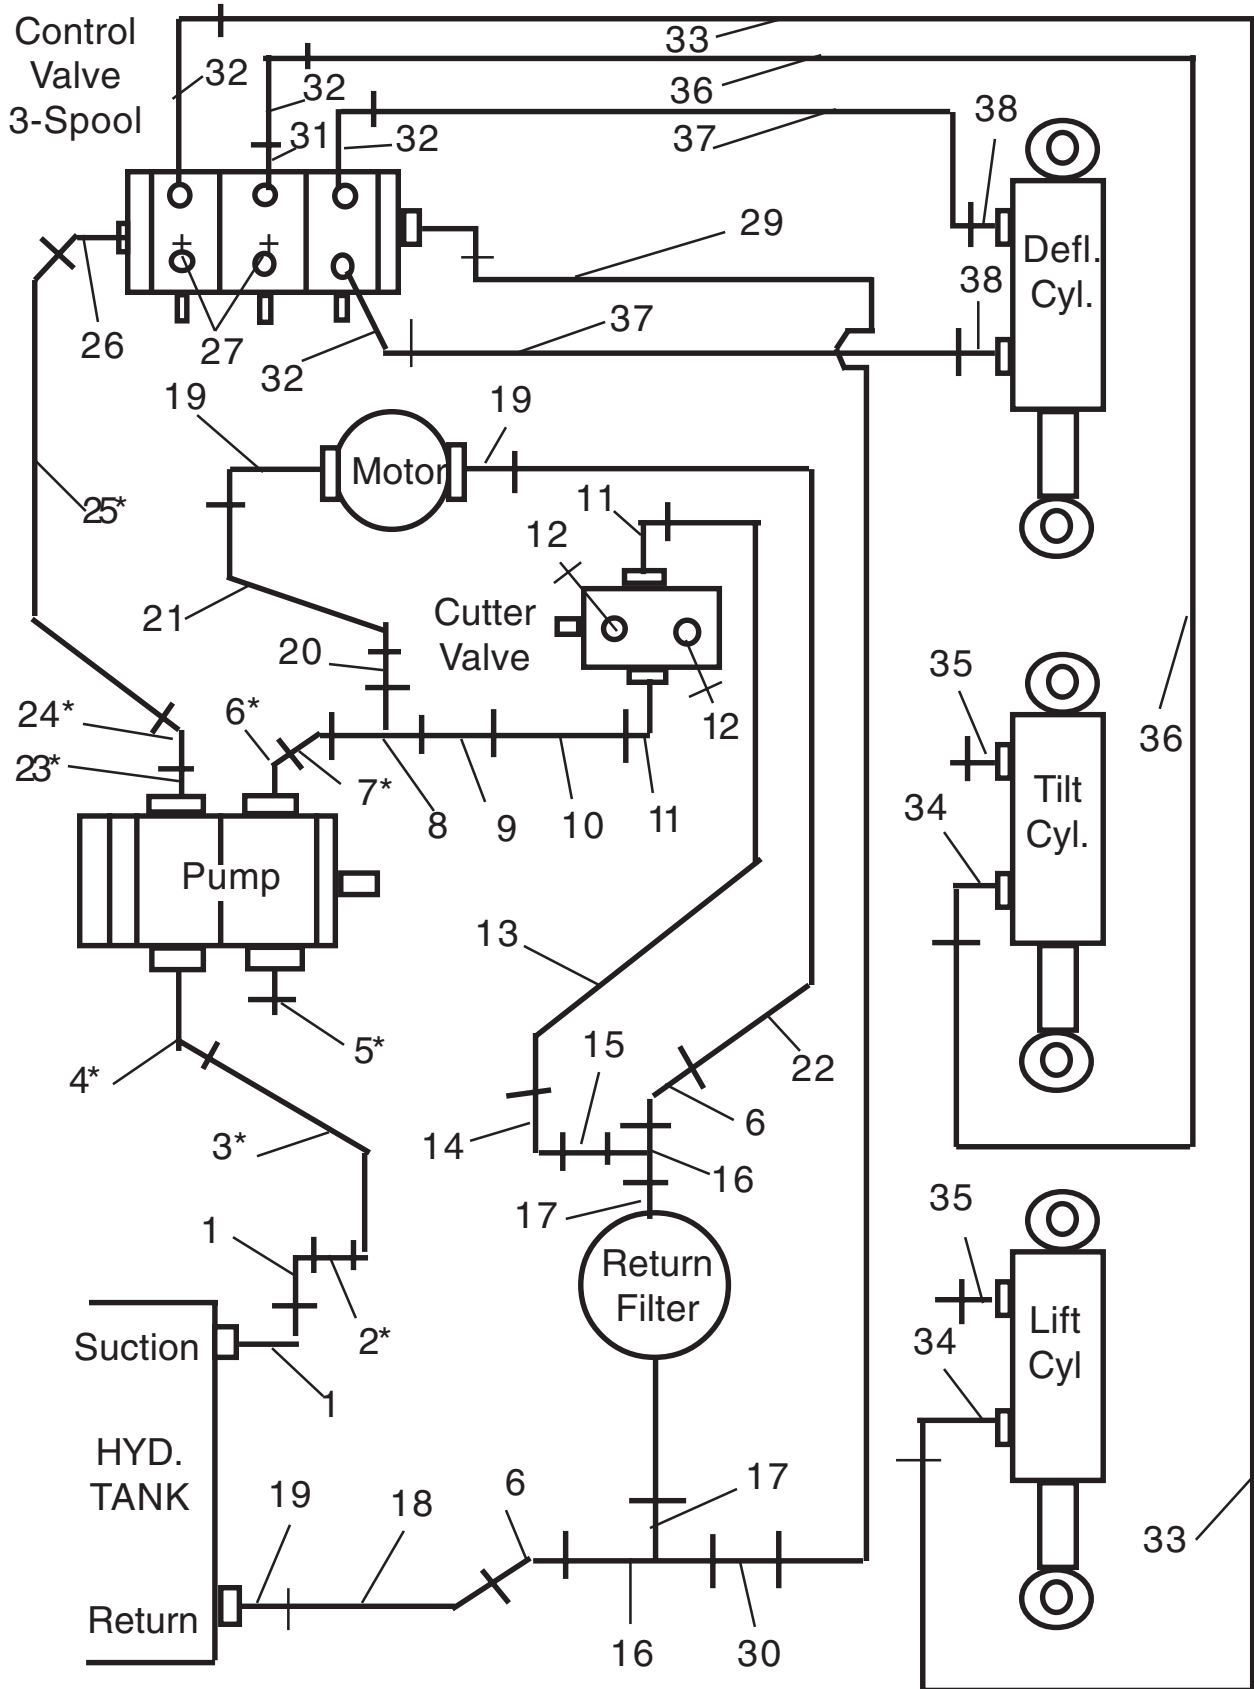 Control
Valve
3-Spool
33
32
32
36
38
31
32
37
29
Defl.
Cyl.
38
26
27
37
32
19
19
Motor
25*
11
12
Cutter
Valve
21
20
35
24*
6*
12
36
23*
7*
8
9
10
11
34
Tilt
Cyl.
Pump
13
5*
15
22
4*
6
3*
14
16
35
1
17
Return
Filter
Lift
Cyl
Suction
2*
34
1
HYD.
TANK
19
18
6
17
33
Return
16
30